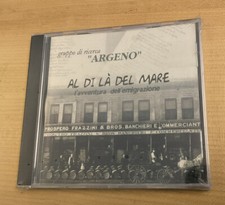 gruppo di ricerca
"ARGENO"
AL DI LÀ DEL MARE
l'avventura dell'emigrazione
PROSPERO FRAZZINI & BROS. BANCHIERI E COMMERCIANTI